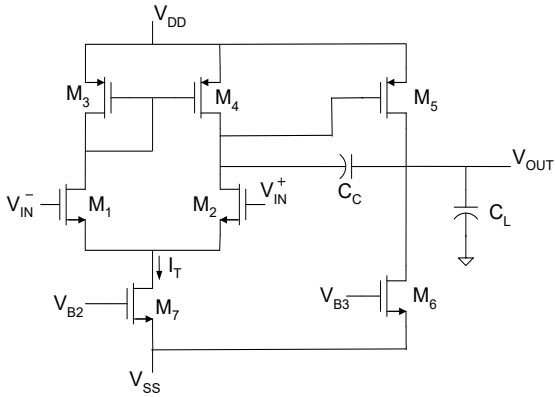 V_DD
M_3
M_4
M_5
V_IN^-
M_1
M_2
V_IN^+
C_C
V_OUT
C_L
I_T
V_B2
M_7
V_B3
M_6
V_SS